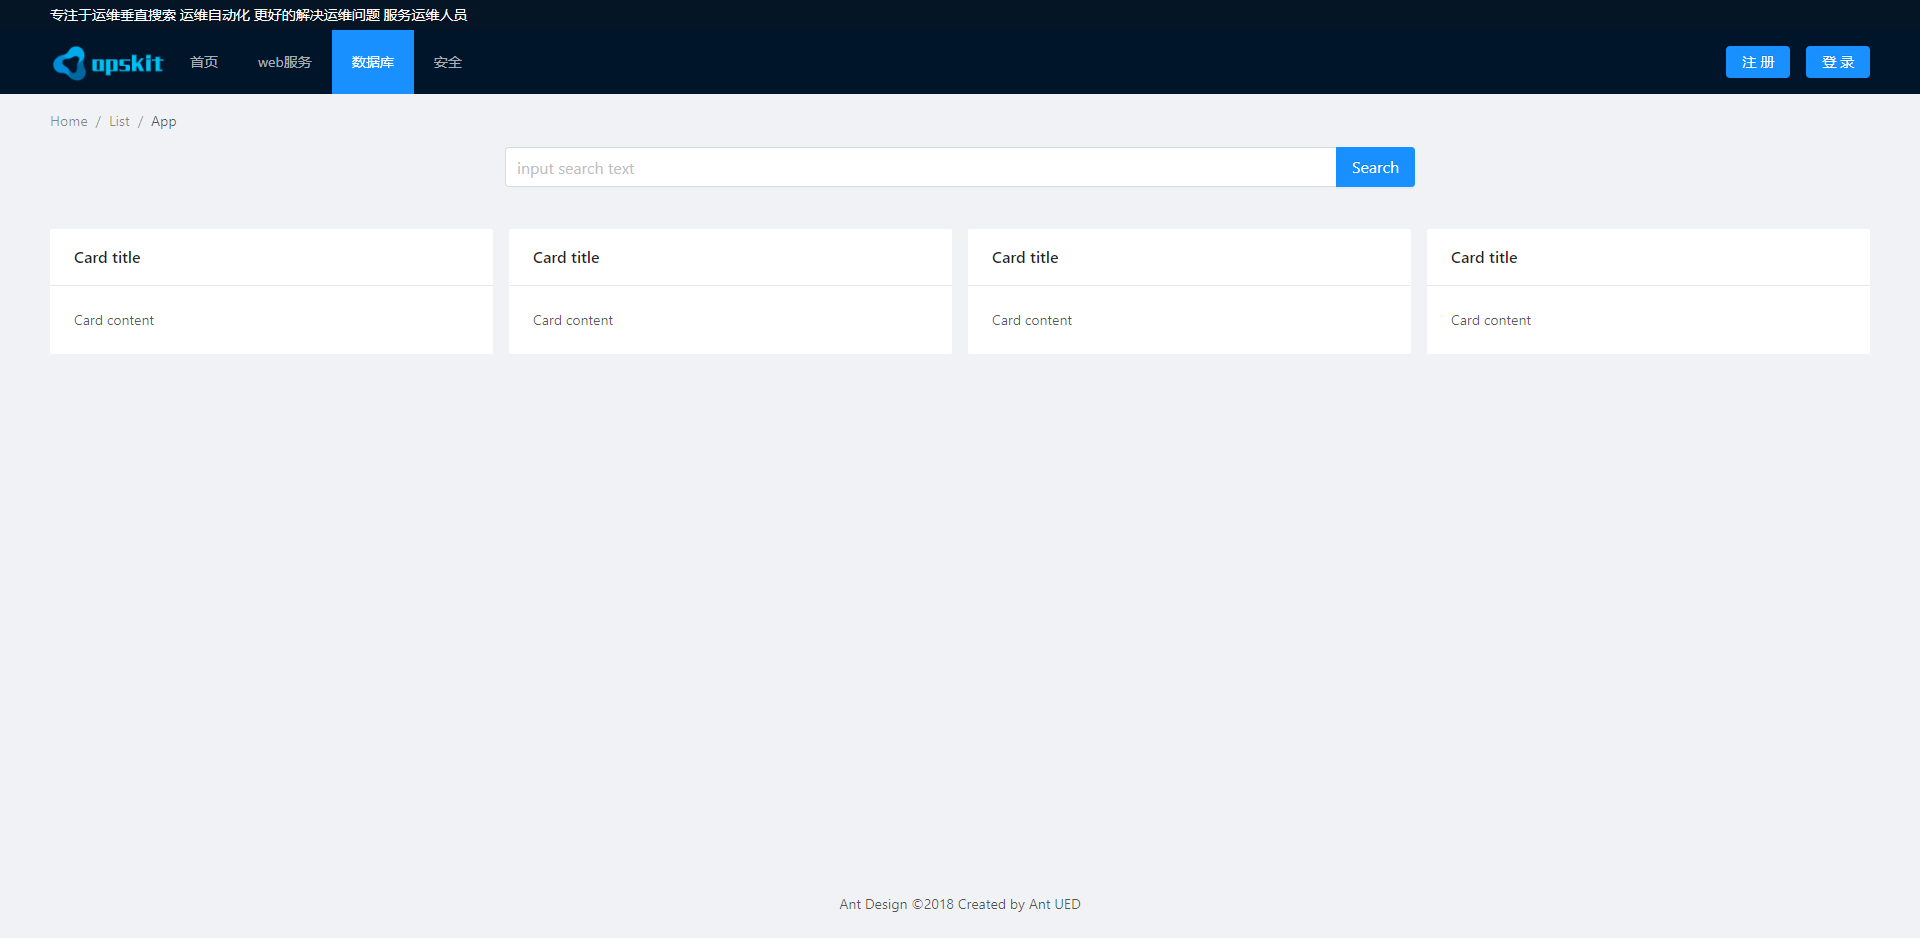 专注于运维垂直搜索 运维自动化 更好的解决运维问题 服务运维人员
opskit 首页 web服务 数据库 安全 注 册 登 录
Home / List / App
input search text Search
Card title Card title Card title Card title
Card content Card content Card content Card content
Ant Design ©2018 Created by Ant UED